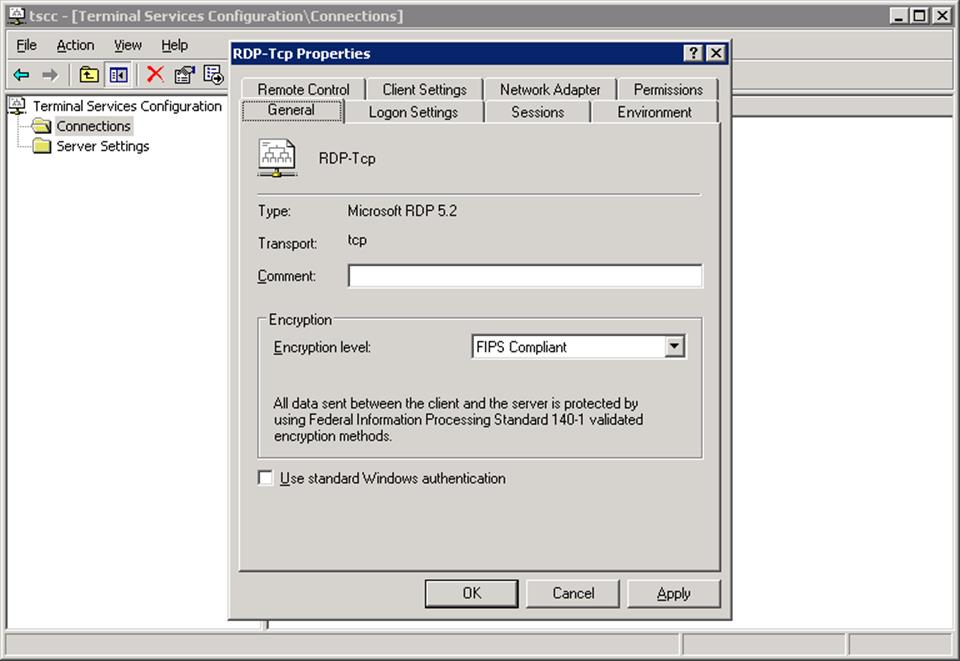 tscc - [Terminal Services Configuration\Connections]
File Action View Help
Terminal Services Configuration
Connections
Server Settings
RDP-Tcp Properties
Remote Control Client Settings Network Adapter Permissions
General Logon Settings Sessions Environment
RDP-Tcp
Type: Microsoft RDP 5.2
Transport: tcp
Comment:
Encryption
Encryption level: FIPS Compliant
All data sent between the client and the server is protected by
using Federal Information Processing Standard 140-1 validated
encryption methods.
Use standard Windows authentication
OK Cancel Apply